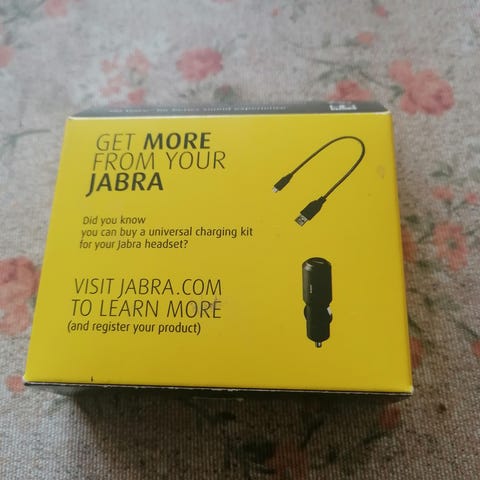 GET MORE
FROM YOUR
JABRA
Did you know
you can buy a universal charging kit
for your Jabra headset?
VISIT JABRA.COM
TO LEARN MORE
(and register your product)